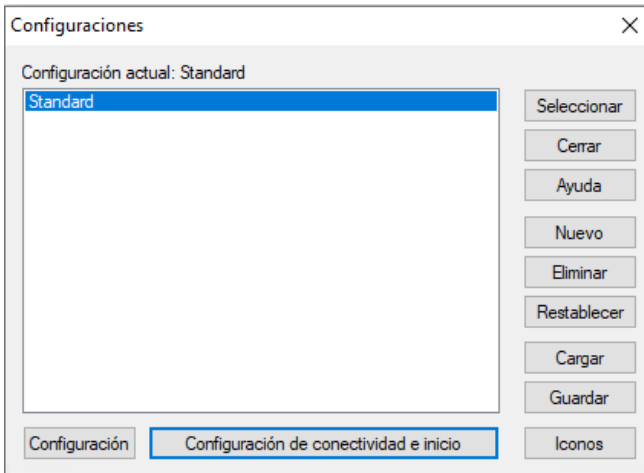 Configuraciones
Configuración actual: Standard
Standard
Seleccionar
Cerrar
Ayuda
Nuevo
Eliminar
Restablecer
Cargar
Guardar
Configuración
Configuración de conectividad e inicio
Iconos